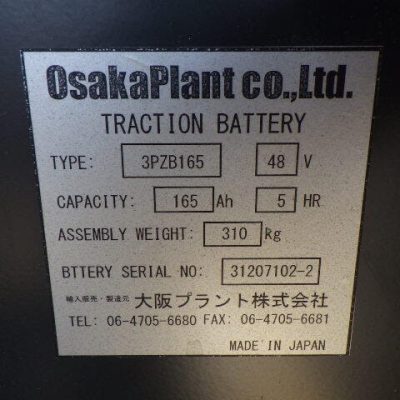 OsakaPlant co.,Ltd.
TRACTION BATTERY
TYPE: 3PZB165 48 V
CAPACITY: 165 Ah 5 HR
ASSEMBLY WEIGHT: 310 kg
BTTERY SERIAL NO: 31207102-2
輸入販売・製造元 大阪プラント株式会社
TEL: 06-4705-6680 FAX: 06-4705-6681
MADE IN JAPAN